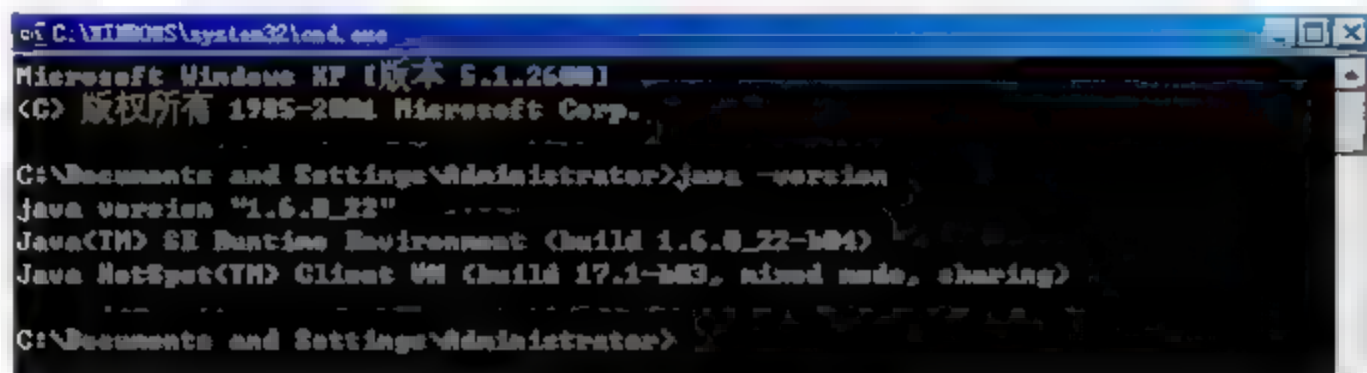 C:\WINDOWS\system32\cmd.exe
Microsoft Windows XP [版本 5.1.2600]
(C) 版权所有 1985-2001 Microsoft Corp.
C:\Documents and Settings\Administrator>java -version
java version "1.6.0_22"
Java(TM) SE Runtime Environment (build 1.6.0_22-b04)
Java HotSpot(TM) Client VM (build 17.1-b03, mixed mode, sharing)
C:\Documents and Settings\Administrator>